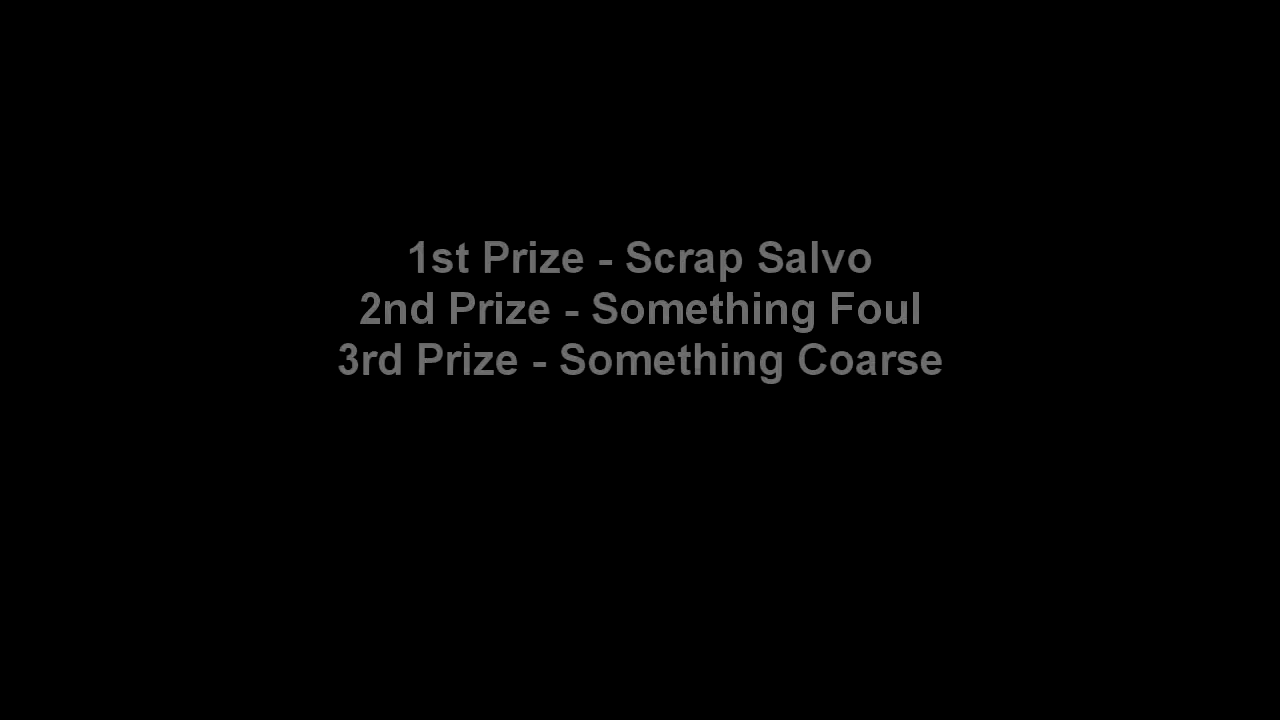 1st Prize - Scrap Salvo
2nd Prize - Something Foul
3rd Prize - Something Coarse